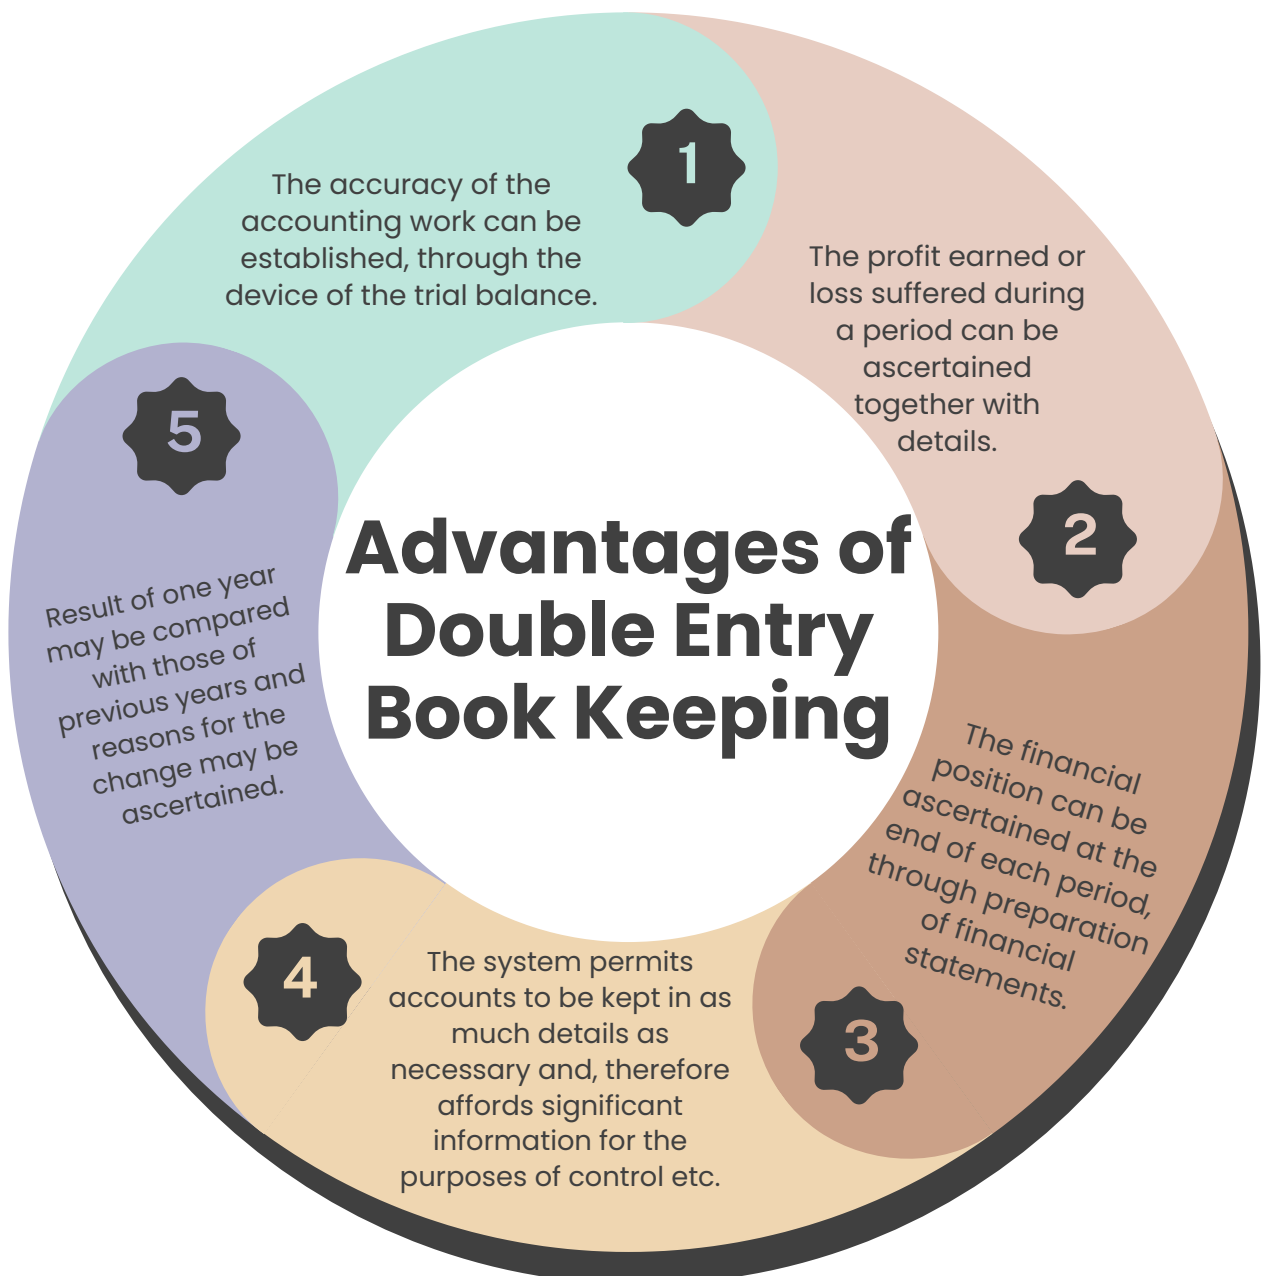 Advantages of
Double Entry
Book Keeping
1
The accuracy of the
accounting work can be
established, through the
device of the trial balance.
2
The profit earned or
loss suffered during
a period can be
ascertained
together with
details.
3
The financial
position can be
ascertained at the
end of each period,
through preparation
of financial
statements.
4
The system permits
accounts to be kept in as
much details as
necessary and, therefore
affords significant
information for the
purposes of control etc.
5
Result of one year
may be compared
with those of
previous years and
reasons for the
change may be
ascertained.